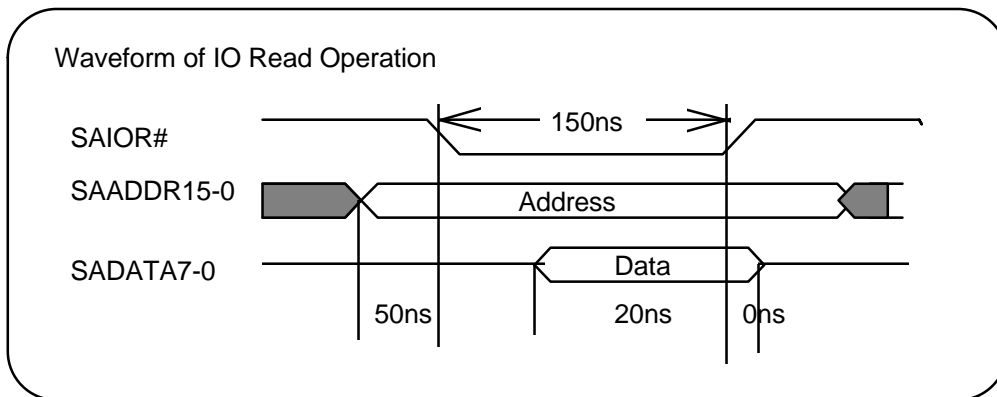 Waveform of IO Read Operation
SAIOR#
150ns
SAADDR15-0
Address
SADATA7-0
Data
50ns
20ns
0ns